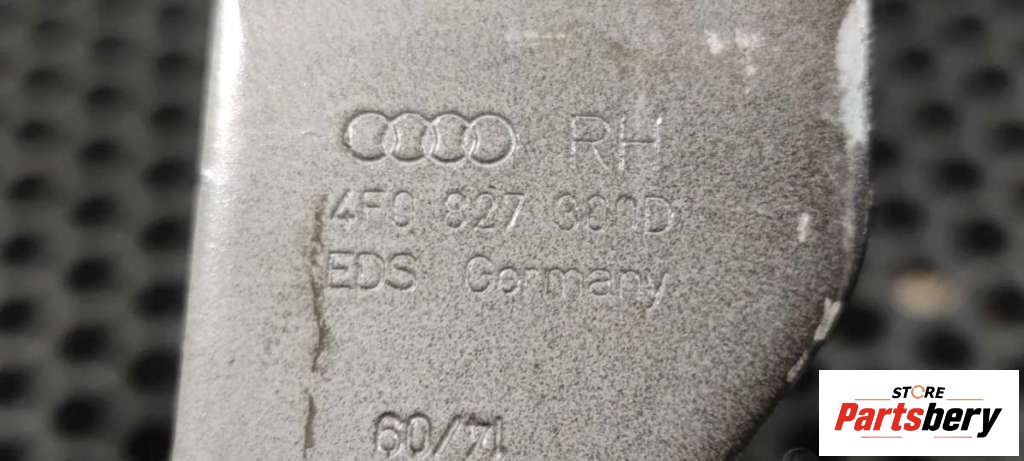 RH
4F9 827 300D
EDS Germany
60/71
STORE
Partsbery